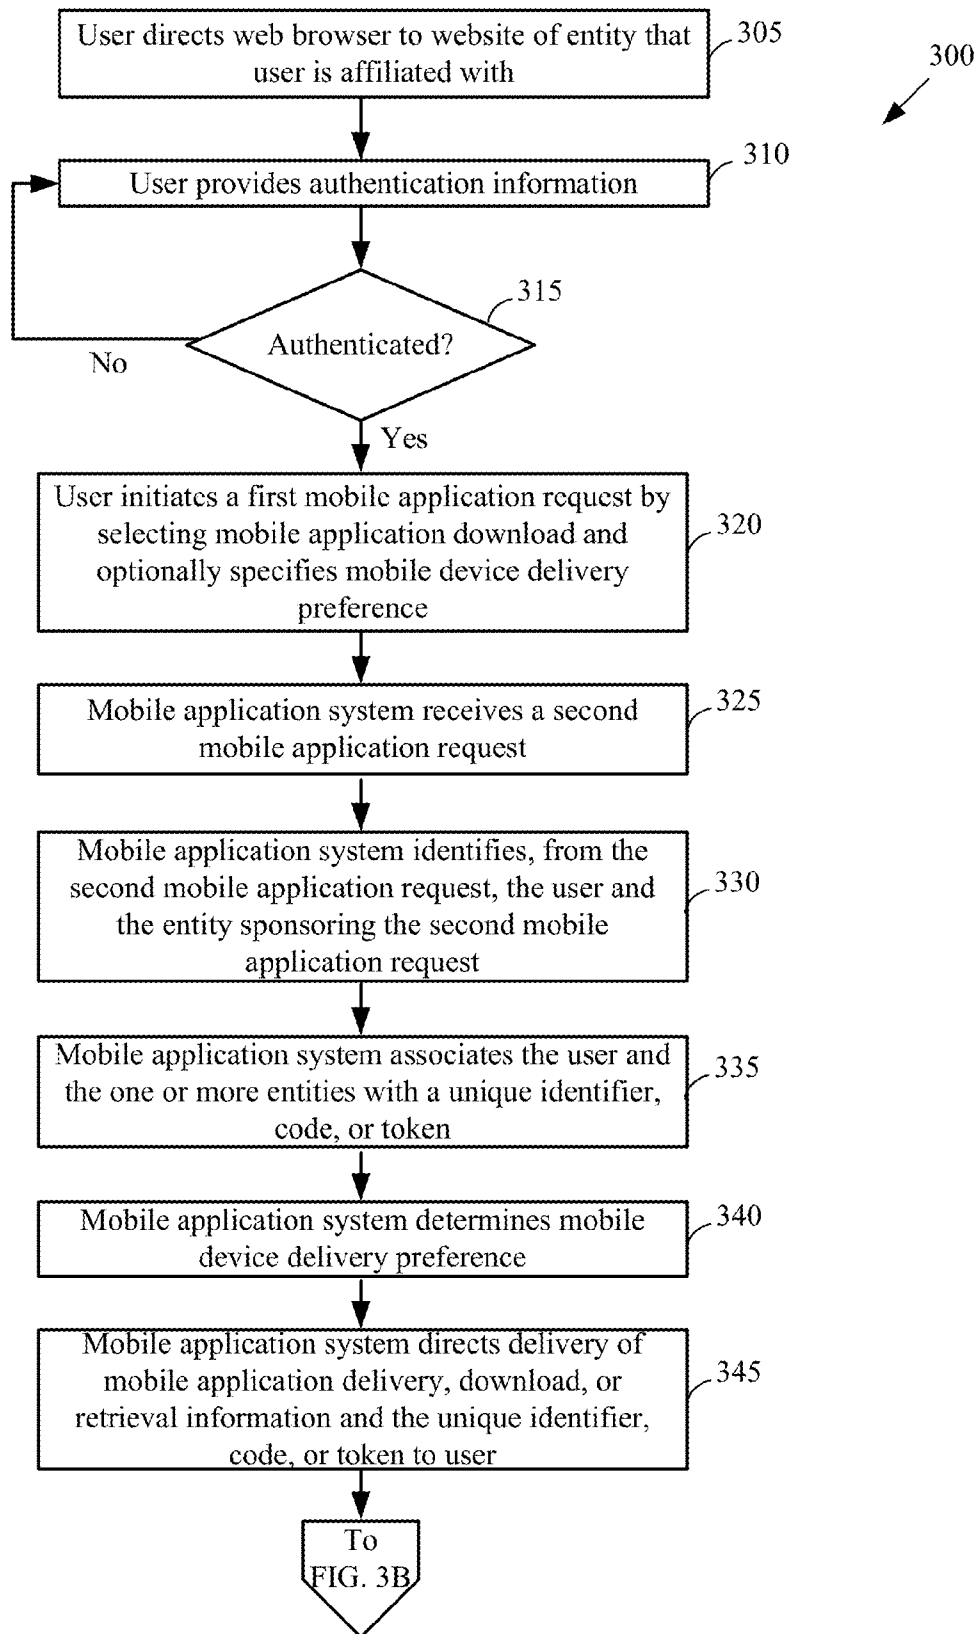 User directs web browser to website of entity that
user is affiliated with
305
300
User provides authentication information
310
315
Authenticated?
No
Yes
User initiates a first mobile application request by
selecting mobile application download and
optionally specifies mobile device delivery
preference
320
Mobile application system receives a second
mobile application request
325
Mobile application system identifies, from the
second mobile application request, the user and
the entity sponsoring the second mobile
application request
330
Mobile application system associates the user and
the one or more entities with a unique identifier,
code, or token
335
Mobile application system determines mobile
device delivery preference
340
Mobile application system directs delivery of
mobile application delivery, download, or
retrieval information and the unique identifier,
code, or token to user
345
To
FIG. 3B